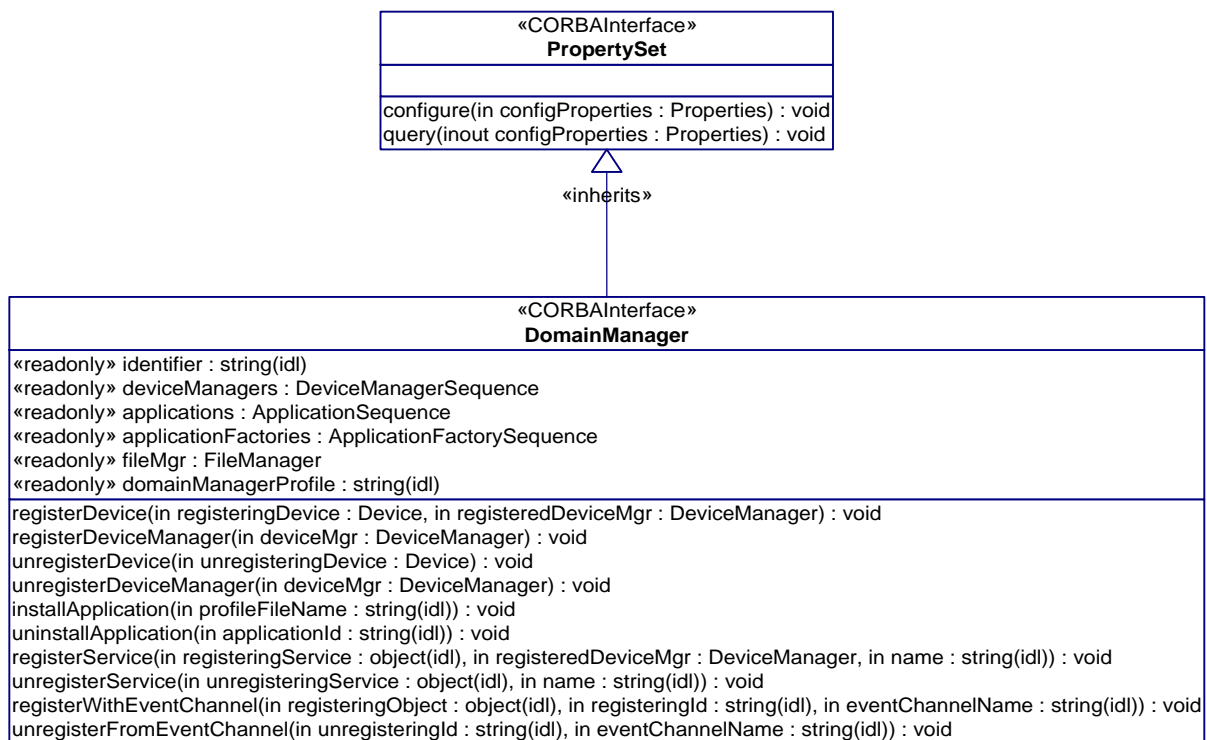 «CORBAInterface»
PropertySet
configure(in configProperties : Properties) : void
query(inout configProperties : Properties) : void
«inherits»
«CORBAInterface»
DomainManager
«readonly» identifier : string(idl)
«readonly» deviceManagers : DeviceManagerSequence
«readonly» applications : ApplicationSequence
«readonly» applicationFactories : ApplicationFactorySequence
«readonly» fileMgr : FileManager
«readonly» domainManagerProfile : string(idl)
registerDevice(in registeringDevice : Device, in registeredDeviceMgr : DeviceManager) : void
registerDeviceManager(in deviceMgr : DeviceManager) : void
unregisterDevice(in unregisteringDevice : Device) : void
unregisterDeviceManager(in deviceMgr : DeviceManager) : void
installApplication(in profileFileName : string(idl)) : void
uninstallApplication(in applicationId : string(idl)) : void
registerService(in registeringService : object(idl), in registeredDeviceMgr : DeviceManager, in name : string(idl)) : void
unregisterService(in unregisteringService : object(idl), in name : string(idl)) : void
registerWithEventChannel(in registeringObject : object(idl), in registeringId : string(idl), in eventChannelName : string(idl)) : void
unregisterFromEventChannel(in unregisteringId : string(idl), in eventChannelName : string(idl)) : void